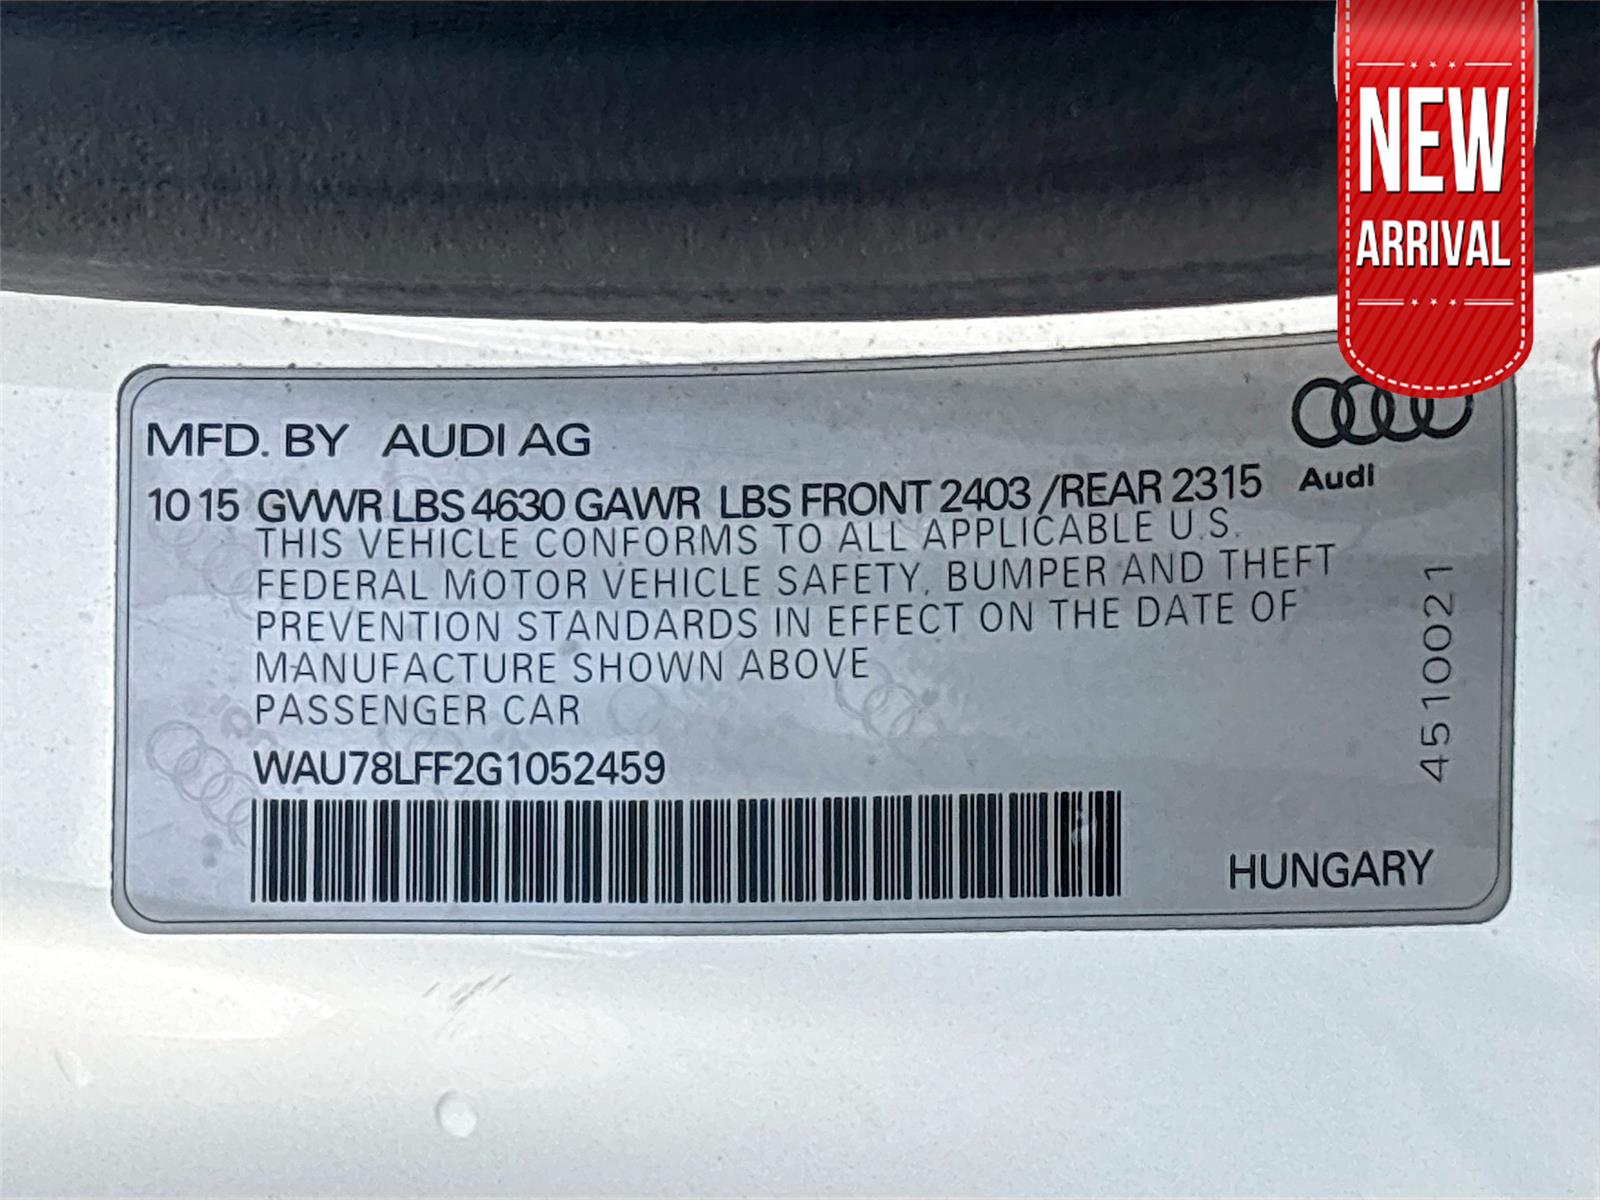 NEW
ARRIVAL
MFD. BY AUDI AG
Audi
10 15 GVWR LBS 4630 GAWR LBS FRONT 2403 /REAR 2315
THIS VEHICLE CONFORMS TO ALL APPLICABLE U.S.
FEDERAL MOTOR VEHICLE SAFETY, BUMPER AND THEFT
PREVENTION STANDARDS IN EFFECT ON THE DATE OF
MANUFACTURE SHOWN ABOVE
PASSENGER CAR
WAU78LFF2G1052459
4510021
HUNGARY